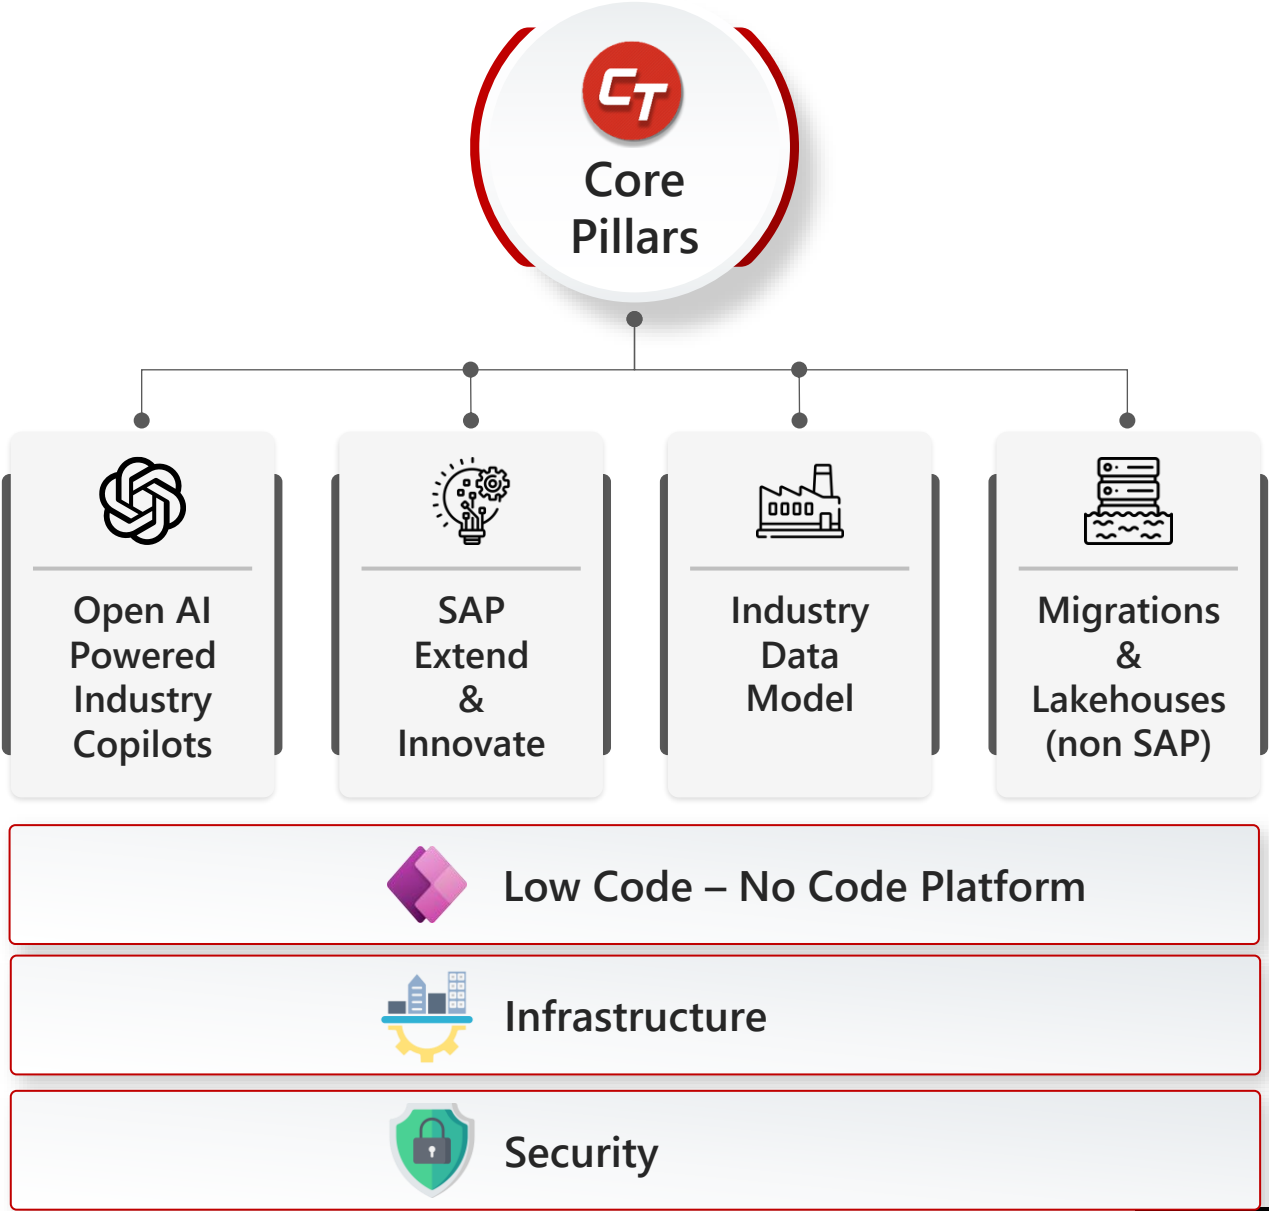 CT
Core
Pillars
Open AI
Powered
Industry
Copilots
SAP
Extend
&
Innovate
Industry
Data
Model
Migrations
&
Lakehouses
(non SAP)
Low Code – No Code Platform
Infrastructure
Security